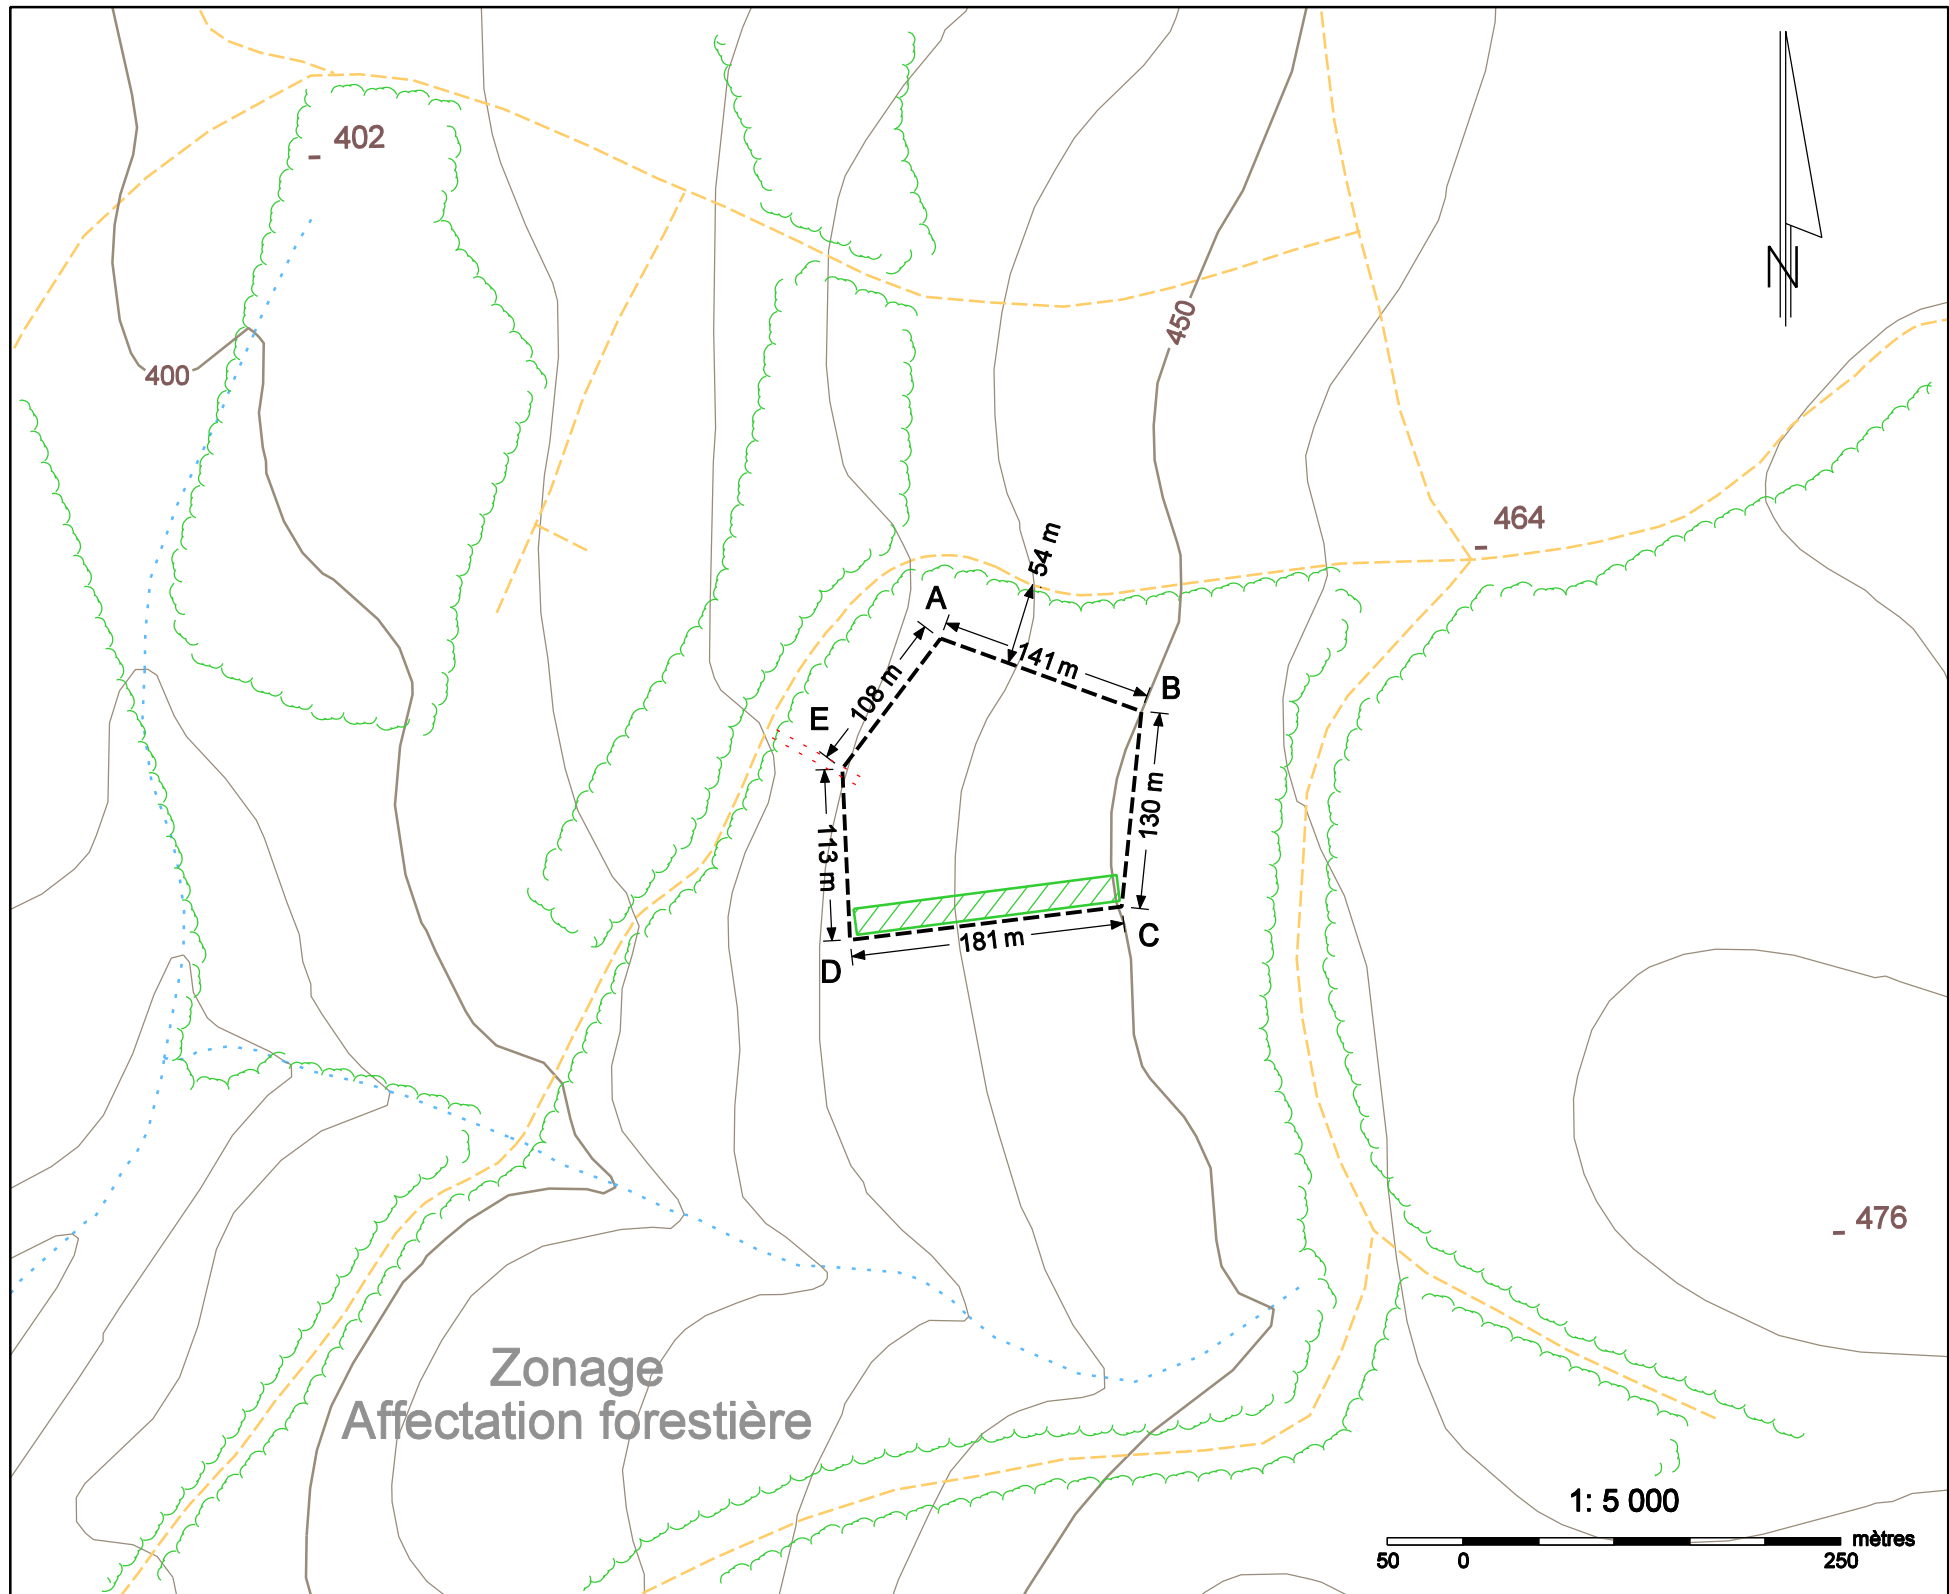 402
N
450
400
464
54 m
A
141 m
B
108 m
E
130 m
113 m
181 m
C
D
476
Zonage
Affectation forestière
1: 5 000
mètres
50 0 250